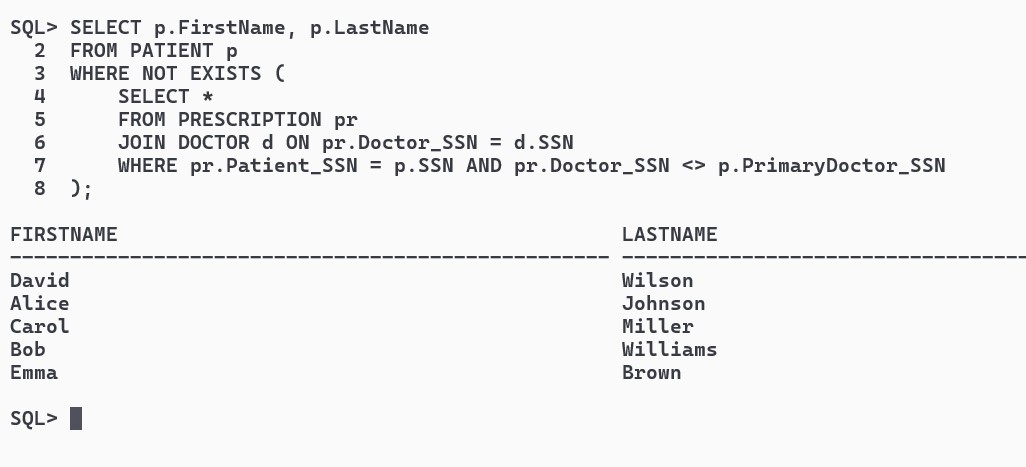 SQL> SELECT p.FirstName, p.LastName
  2  FROM PATIENT p
  3  WHERE NOT EXISTS (
  4      SELECT *
  5      FROM PRESCRIPTION pr
  6      JOIN DOCTOR d ON pr.Doctor_SSN = d.SSN
  7      WHERE pr.Patient_SSN = p.SSN AND pr.Doctor_SSN <> p.PrimaryDoctor_SSN
  8  );
FIRSTNAME                                          LASTNAME
-------------------------------------------------- ----------------------------------
David                                              Wilson
Alice                                              Johnson
Carol                                              Miller
Bob                                                Williams
Emma                                               Brown
SQL>